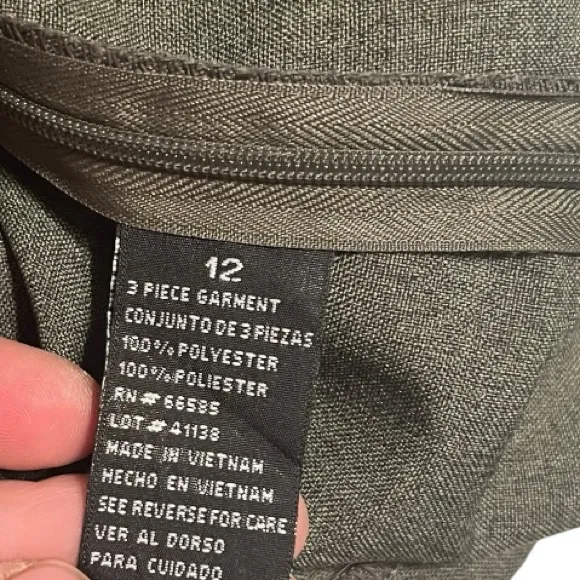 12
3 PIECE GARMENT
CONJUNTO DE 3 PIEZAS
100% POLYESTER
100% POLIESTER
RN # 66585
LOT # 41138
MADE IN VIETNAM
HECHO EN VIETNAM
SEE REVERSE FOR CARE
VER AL DORSO
PARA CUIDADO